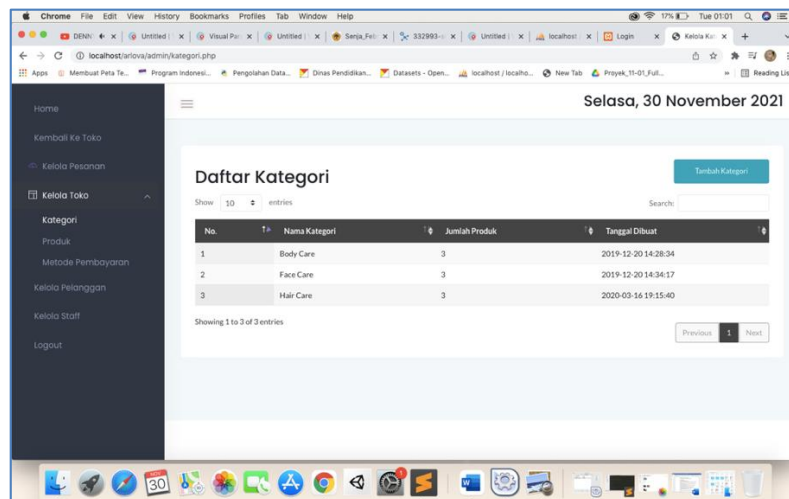 Chrome File Edit View History Bookmarks Profiles Tab Window Help 17% Tue 01:01
DENNI Untitled Visual Par Untitled Senja_Feb 332993- Untitled localhost Login Kelola Kat
localhost/arlova/admin/kategori.php
Apps Membuat Peta Te... Program Indonesi... Pengolahan Data... Dinas Pendidikan... Datasets - Open... localhost / localho... New Tab Proyek_11-01_Full... » Reading Lis
Selasa, 30 November 2021
Home
Kembali Ke Toko
Kelola Pesanan
Kelola Toko
Kategori
Produk
Metode Pembayaran
Kelola Pelanggan
Kelola Staff
Logout
Daftar Kategori
Tambah Kategori
Show 10 entries
Search:
No. Nama Kategori Jumlah Produk Tanggal Dibuat
1 Body Care 3 2019-12-20 14:28:34
2 Face Care 3 2019-12-20 14:34:17
3 Hair Care 3 2020-03-16 19:15:40
Showing 1 to 3 of 3 entries
Previous 1 Next
NOV
30